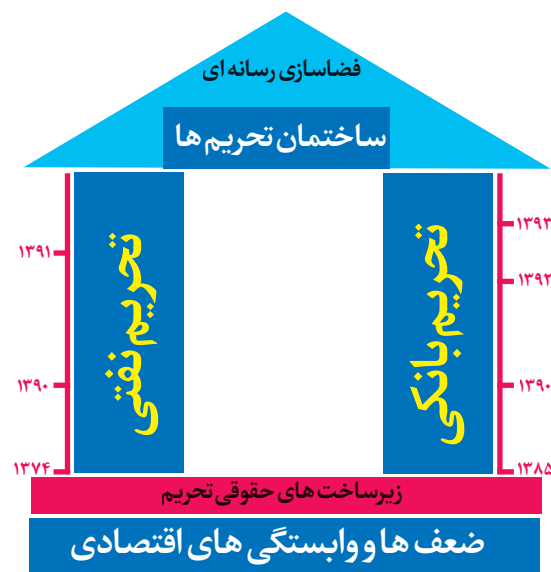 فضاسازی رسانه ای
ساختمان تحریم ها
تحریم بانکی
تحریم نفتی
۱۳۹۳
۱۳۹۲
۱۳۹۰
۱۳۸۵
۱۳۹۱
۱۳۹۰
۱۳۷۴
زیرساخت های حقوقی تحریم
ضعف ها و وابستگی های اقتصادی